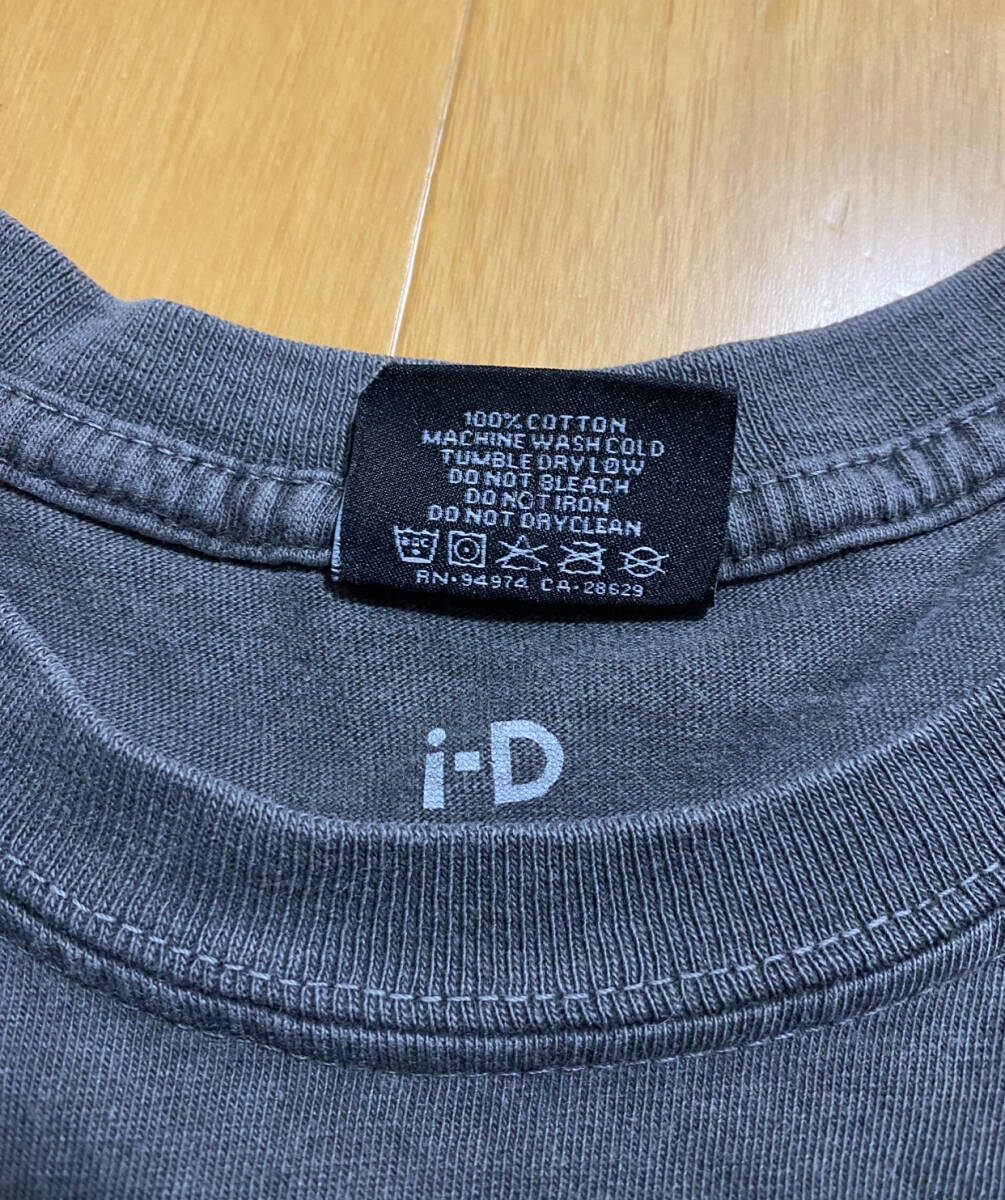 100% COTTON
MACHINE WASH COLD
TUMBLE DRY LOW
DO NOT BLEACH
DO NOT IRON
DO NOT DRYCLEAN
RN·94974 CA·28629
i-D